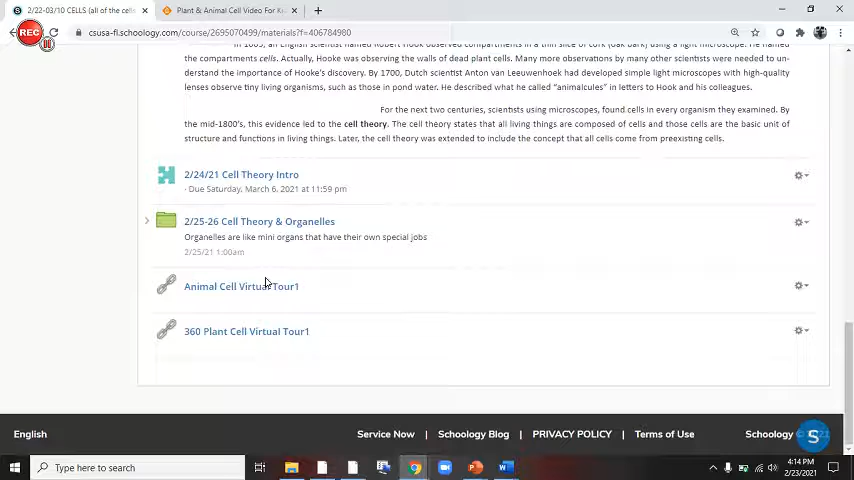 2/22-03/10 CELLS (all of the cells
Plant & Animal Cell Video For Ki
REC
csusa-fl.schoology.com/course/2695070499/materials?f=406784980
In 1665, an English scientist named Robert Hook observed compartments in a thin slice of cork (oak bark) using a light microscope. He named
the compartments cells. Actually, Hooke was observing the walls of dead plant cells. Many more observations by many other scientists were needed to un-
derstand the importance of Hooke's discovery. By 1700, Dutch scientist Anton van Leeuwenhoek had developed simple light microscopes with high-quality
lenses observe tiny living organisms, such as those in pond water. He described what he called "animalcules" in letters to Hook and his colleagues.
For the next two centuries, scientists using microscopes, found cells in every organism they examined. By
the mid-1800's, this evidence led to the cell theory. The cell theory states that all living things are composed of cells and those cells are the basic unit of
structure and functions in living things. Later, the cell theory was extended to include the concept that all cells come from preexisting cells.
2/24/21 Cell Theory Intro
· Due Saturday, March 6, 2021 at 11:59 pm
2/25-26 Cell Theory & Organelles
Organelles are like mini organs that have their own special jobs
2/25/21 1:00am
Animal Cell Virtual Tour1
360 Plant Cell Virtual Tour1
English
Service Now | Schoology Blog | PRIVACY POLICY | Terms of Use
Schoology
S
Type here to search
4:14 PM
2/23/2021